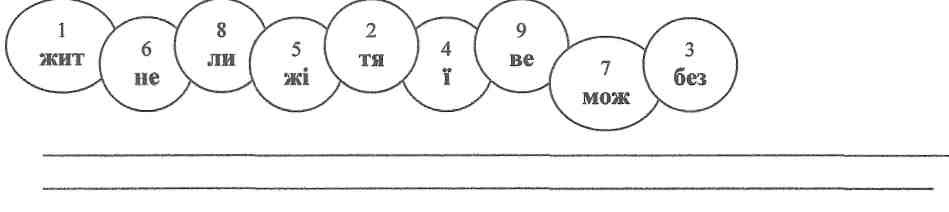 1 6 8 5 2 4 9 7 3
жит не ли жі тя ї ве мож без